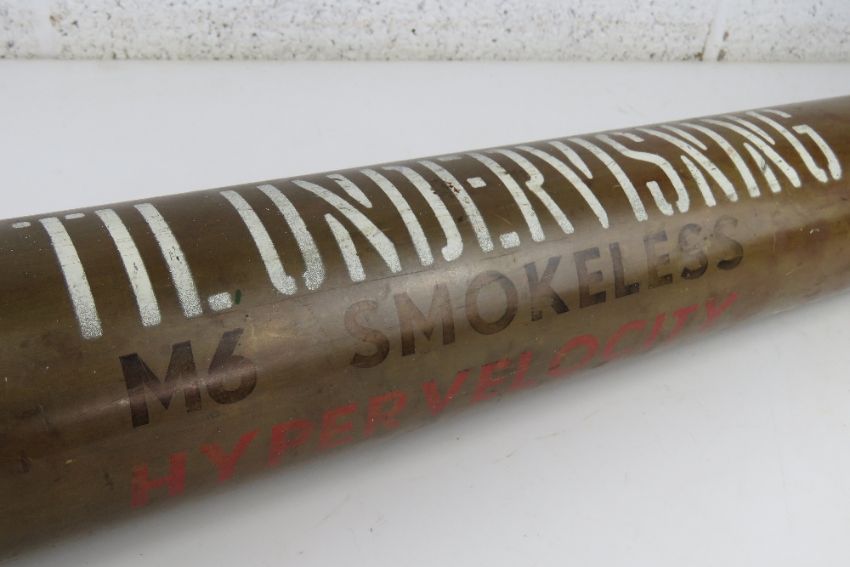 TIL UNDERVISNING
M6 SMOKELESS
HYPERVELOCITY